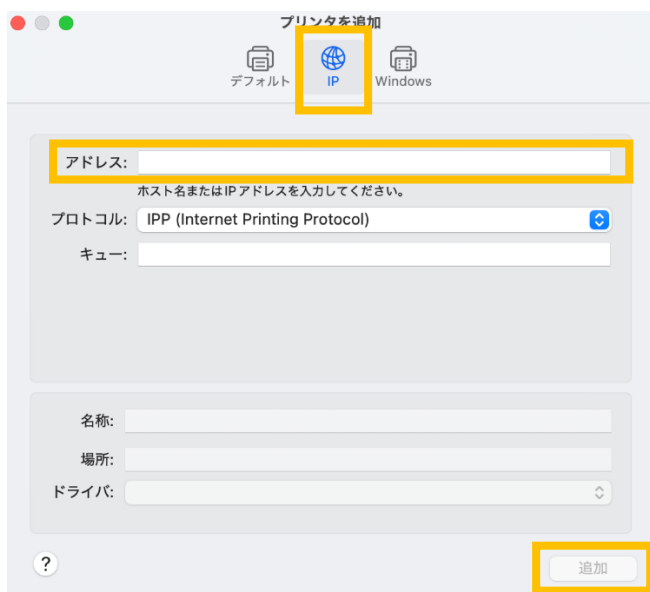 プリンタを追加
デフォルト IP Windows
アドレス:
ホスト名またはIPアドレスを入力してください。
プロトコル: IPP (Internet Printing Protocol)
キュー:
名称:
場所:
ドライバ:
? 追加